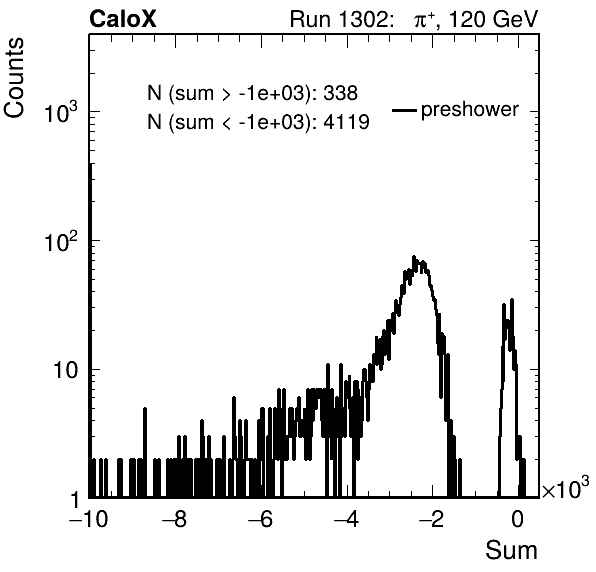 CaloX Run 1302: π⁺, 120 GeV
Counts
N (sum > -1e+03): 338
N (sum < -1e+03): 4119
preshower
10³
10²
10
1
−10 −8 −6 −4 −2 0 ×10³
Sum